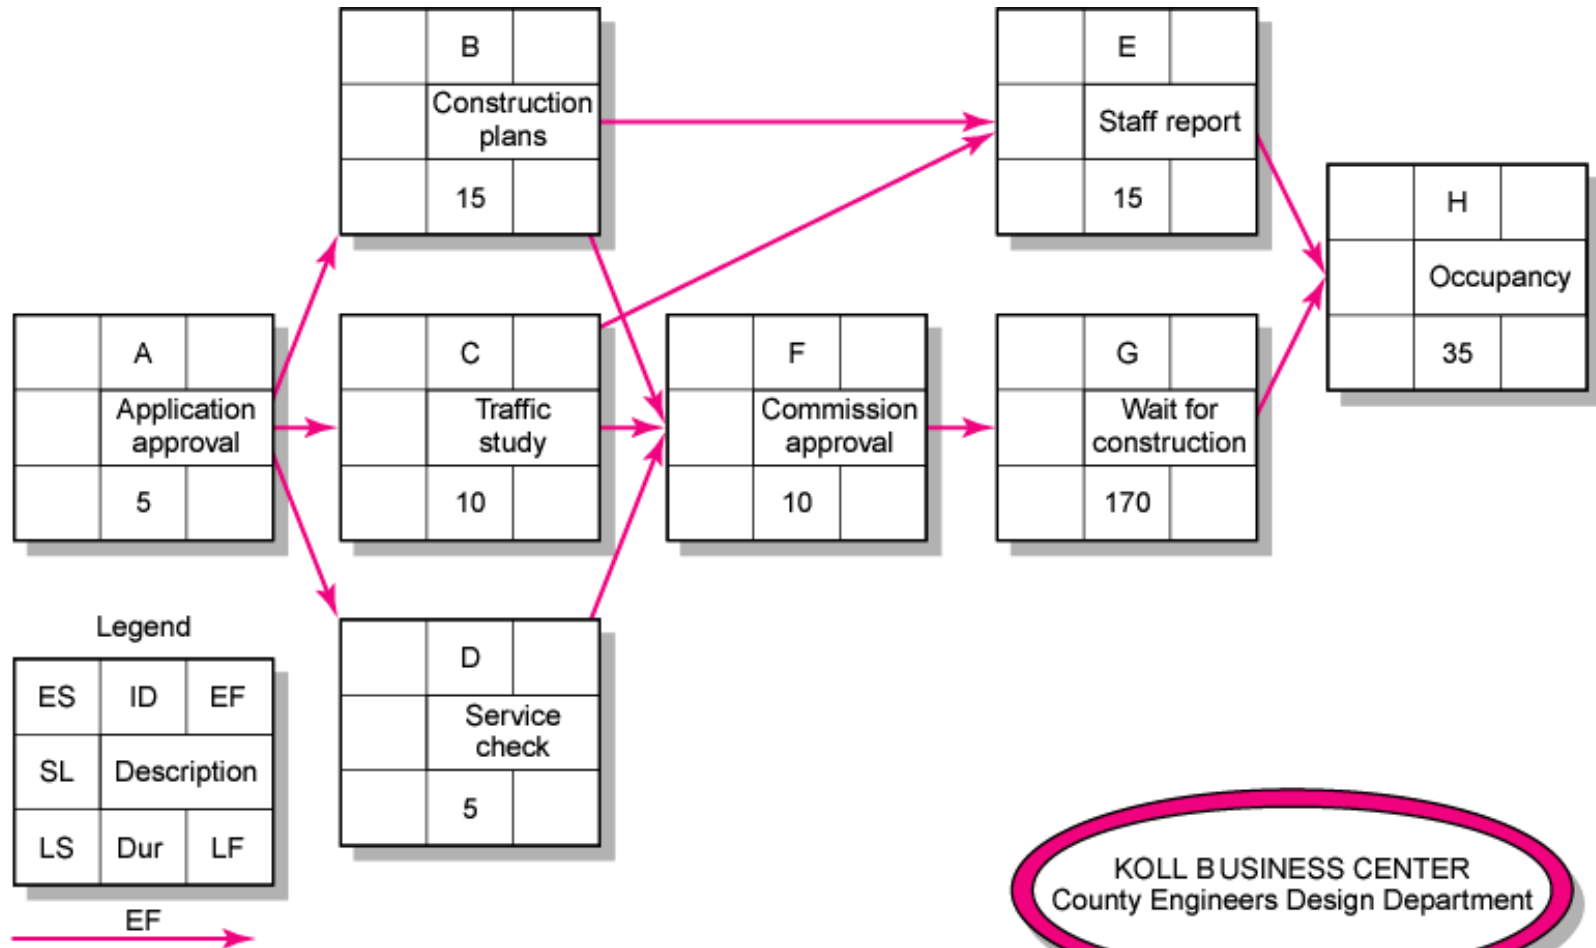 B
Construction
plans
15
E
Staff report
15
H
Occupancy
35
A
Application
approval
5
C
Traffic
study
10
F
Commission
approval
10
G
Wait for
construction
170
D
Service
check
5
Legend
ES ID EF
SL Description
LS Dur LF
EF
KOLL BUSINESS CENTER
County Engineers Design Department